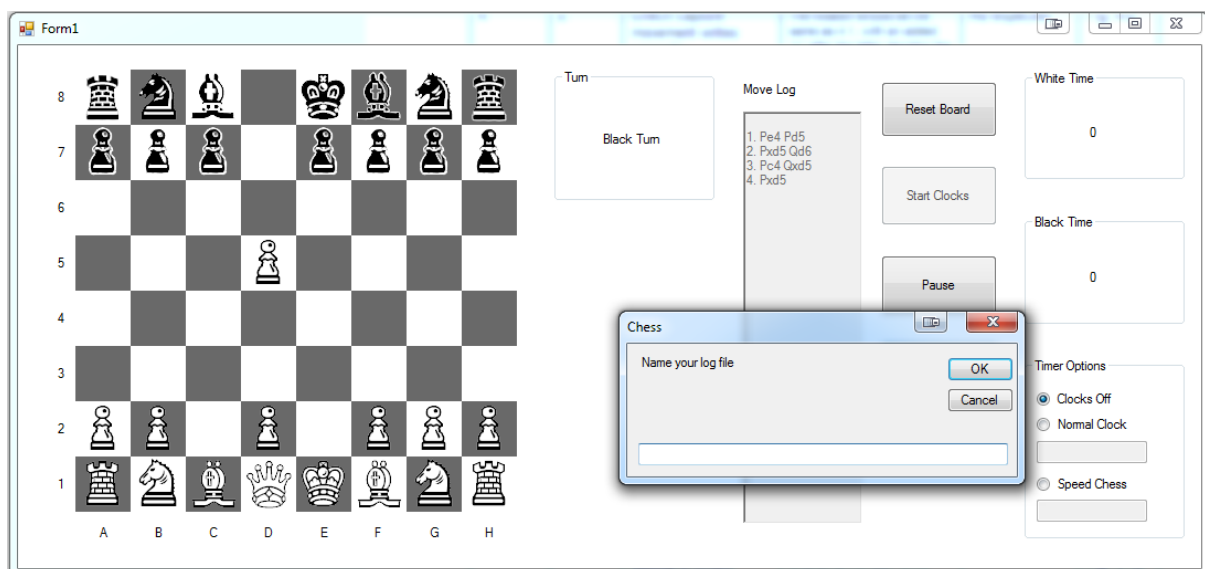 Form1
8
7
6
5
4
3
2
1
A B C D E F G H
Turn
Black Turn
Move Log
1. Pe4 Pd5
2. Pxd5 Qd6
3. Pc4 Qxd5
4. Pxd5
Reset Board
Start Clocks
Pause
White Time
0
Black Time
0
Timer Options
Clocks Off
Normal Clock
Speed Chess
Chess
Name your log file
OK
Cancel